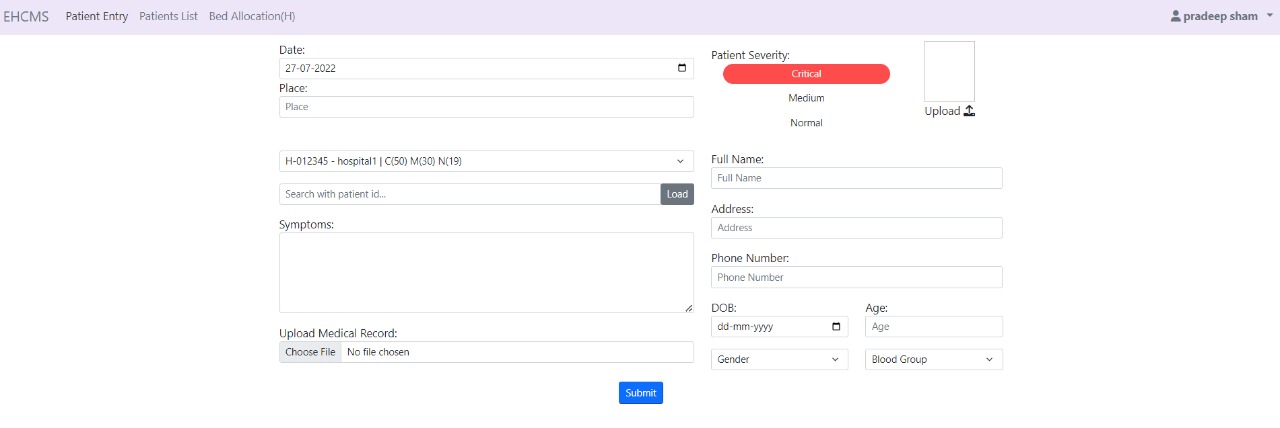 EHCMS Patient Entry Patients List Bed Allocation(H) pradeep sham
Date:
27-07-2022
Place:
Place
Patient Severity:
Critical
Medium
Normal
Upload
H-012345 - hospital1 | C(50) M(30) N(19)
Search with patient id... Load
Symptoms:
Upload Medical Record:
Choose File No file chosen
Full Name:
Full Name
Address:
Address
Phone Number:
Phone Number
DOB: Age:
dd-mm-yyyy Age
Gender Blood Group
Submit